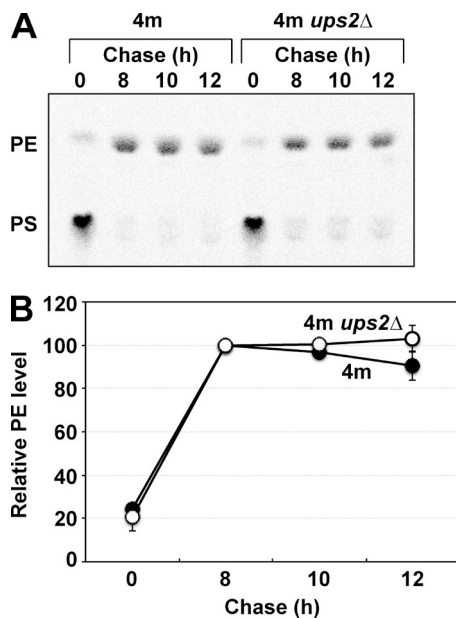 A
4m 4m ups2Δ
Chase (h) Chase (h)
0 8 10 12 0 8 10 12
PE
PS
B
120
100
80
60
40
20
0
Relative PE level
4m ups2Δ
4m
0 8 10 12
Chase (h)